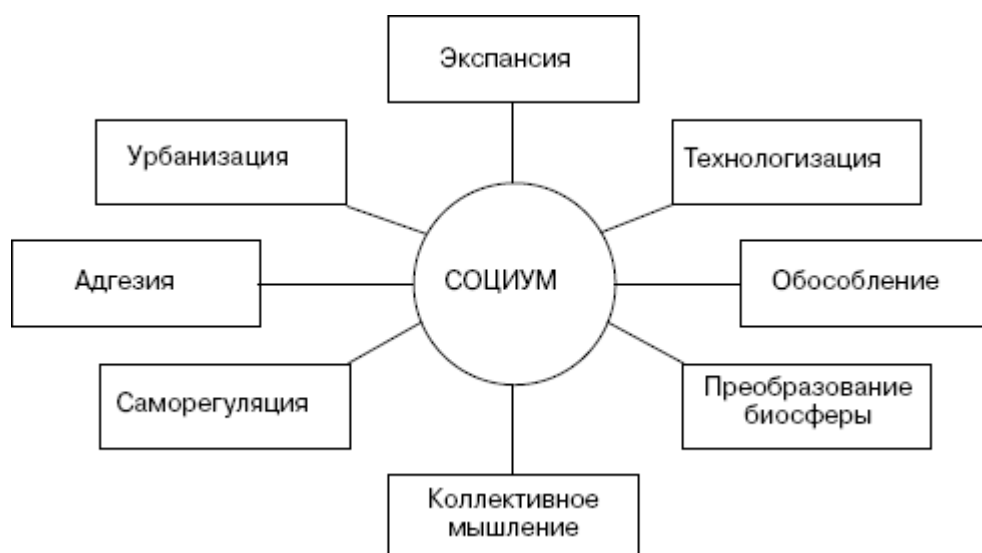 Экспансия
Урбанизация
Технологизация
Адгезия
СОЦИУМ
Обособление
Саморегуляция
Преобразование
биосферы
Коллективное
мышление